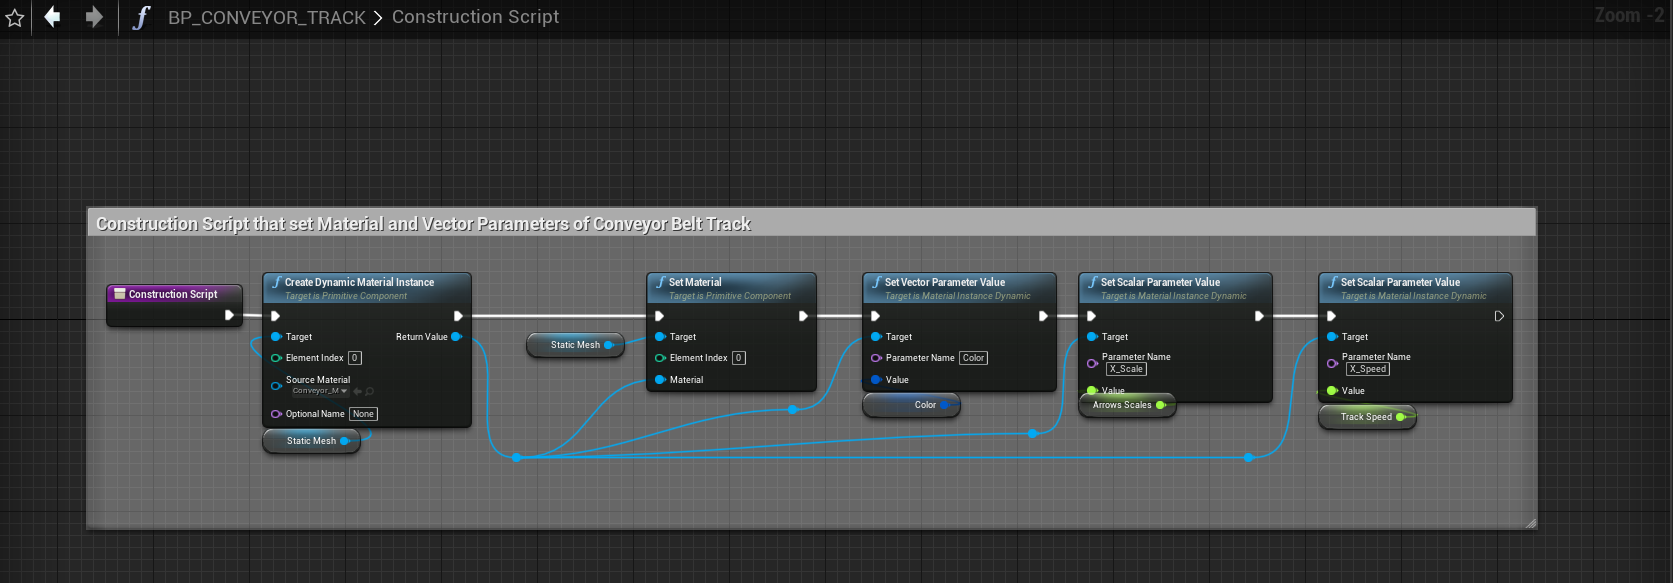 BP_CONVEYOR_TRACK > Construction Script
Zoom -2
Construction Script that set Material and Vector Parameters of Conveyor Belt Track
Construction Script
Create Dynamic Material Instance
Target is Primitive Component
Target
Return Value
Element Index 0
Source Material
Conveyor_M
Optional Name None
Static Mesh
Static Mesh
Set Material
Target is Primitive Component
Target
Element Index 0
Material
Set Vector Parameter Value
Target is Material Instance Dynamic
Target
Parameter Name Color
Value
Color
Set Scalar Parameter Value
Target is Material Instance Dynamic
Target
Parameter Name
X_Scale
Value
Arrows Scales
Set Scalar Parameter Value
Target is Material Instance Dynamic
Target
Parameter Name
X_Speed
Value
Track Speed